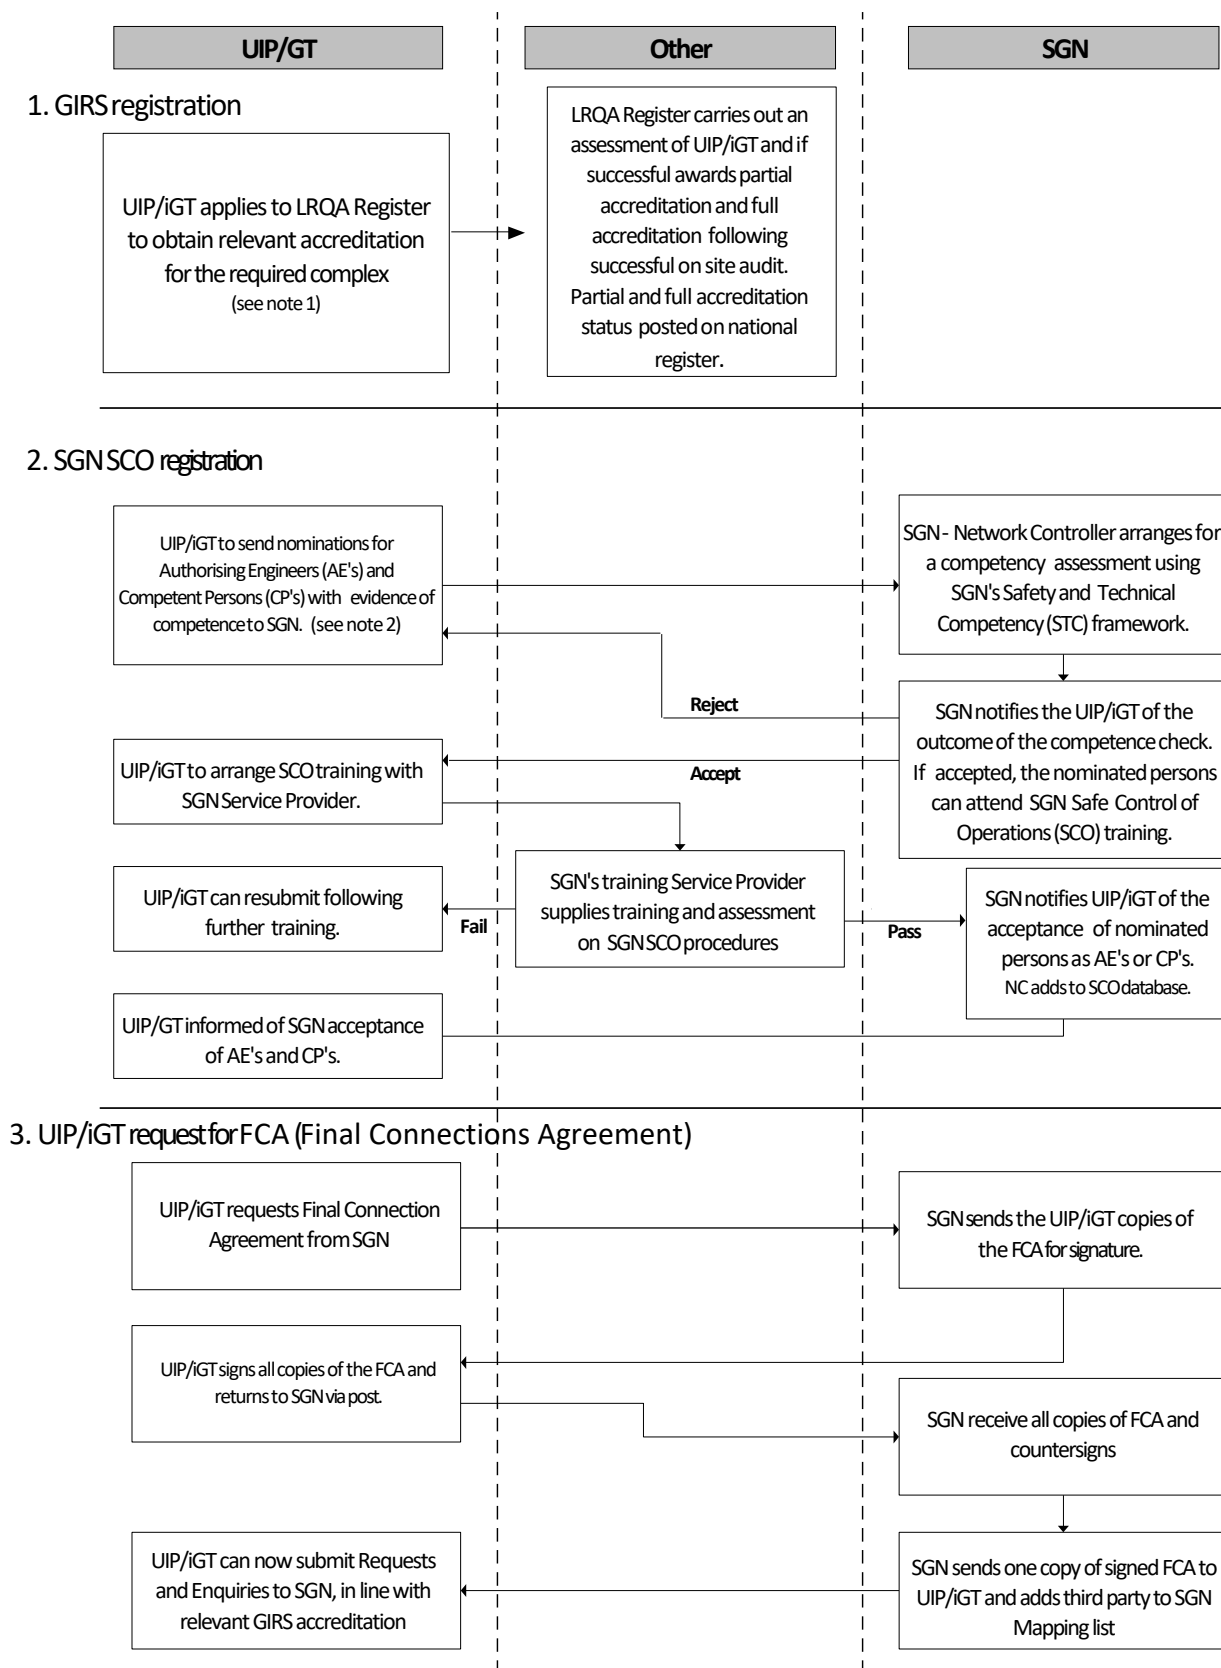 UIP/GT
Other
SGN
1. GIRS registration
UIP/iGT applies to LRQA Register
to obtain relevant accreditation
for the required complex
(see note 1)
LRQA Register carries out an
assessment of UIP/iGT and if
successful awards partial
accreditation and full
accreditation following
successful on site audit.
Partial and full accreditation
status posted on national
register.
2. SGN SCO registration
UIP/iGT to send nominations for
Authorising Engineers (AE's) and
Competent Persons (CP's) with evidence of
competence to SGN. (see note 2)
SGN - Network Controller arranges for
a competency assessment using
SGN's Safety and Technical
Competency (STC) framework.
Reject
SGN notifies the UIP/iGT of the
outcome of the competence check.
If accepted, the nominated persons
can attend SGN Safe Control of
Operations (SCO) training.
Accept
UIP/iGT to arrange SCO training with
SGN Service Provider.
UIP/iGT can resubmit following
further training.
Fail
SGN's training Service Provider
supplies training and assessment
on SGN SCO procedures
Pass
SGN notifies UIP/iGT of the
acceptance of nominated
persons as AE's or CP's.
NC adds to SCO database.
UIP/GT informed of SGN acceptance
of AE's and CP's.
3. UIP/iGT request for FCA (Final Connections Agreement)
UIP/iGT requests Final Connection
Agreement from SGN
SGN sends the UIP/iGT copies of
the FCA for signature.
UIP/iGT signs all copies of the FCA and
returns to SGN via post.
SGN receive all copies of FCA and
countersigns
UIP/iGT can now submit Requests
and Enquiries to SGN, in line with
relevant GIRS accreditation
SGN sends one copy of signed FCA to
UIP/iGT and adds third party to SGN
Mapping list